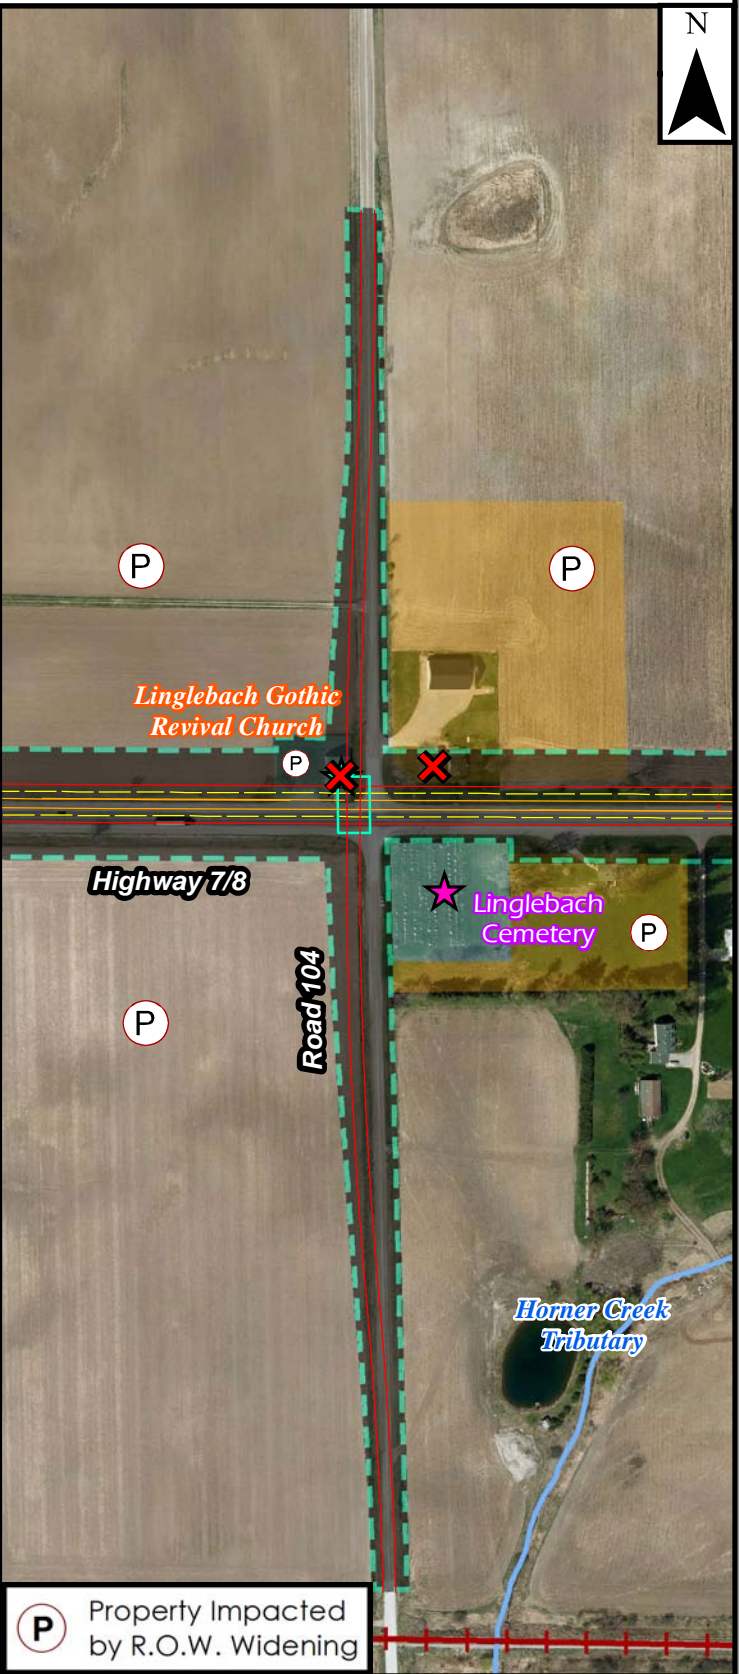 N
P
P
Linglebach Gothic
Revival Church
P
Highway 7/8
Linglebach
Cemetery
P
Road 104
P
Horner Creek
Tributary
P
Property Impacted
by R.O.W. Widening